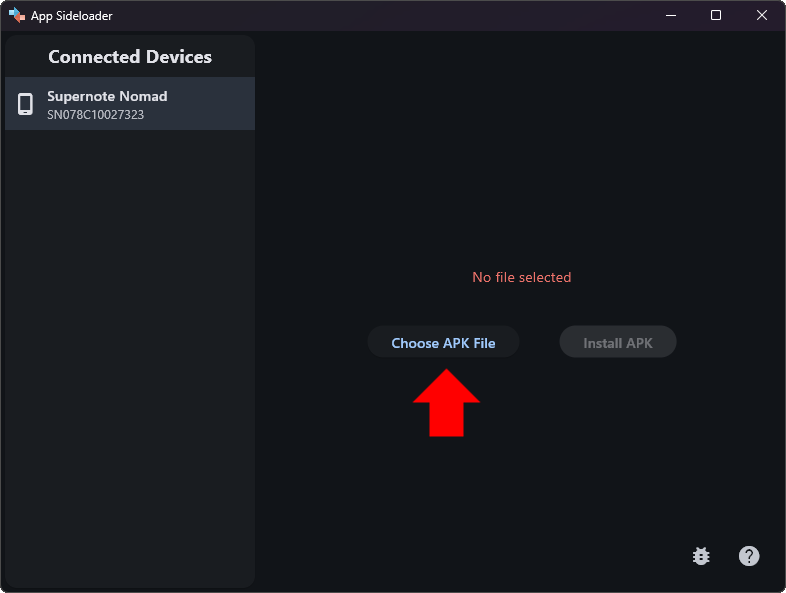 App Sideloader
Connected Devices
Supernote Nomad
SN078C10027323
No file selected
Choose APK File
Install APK